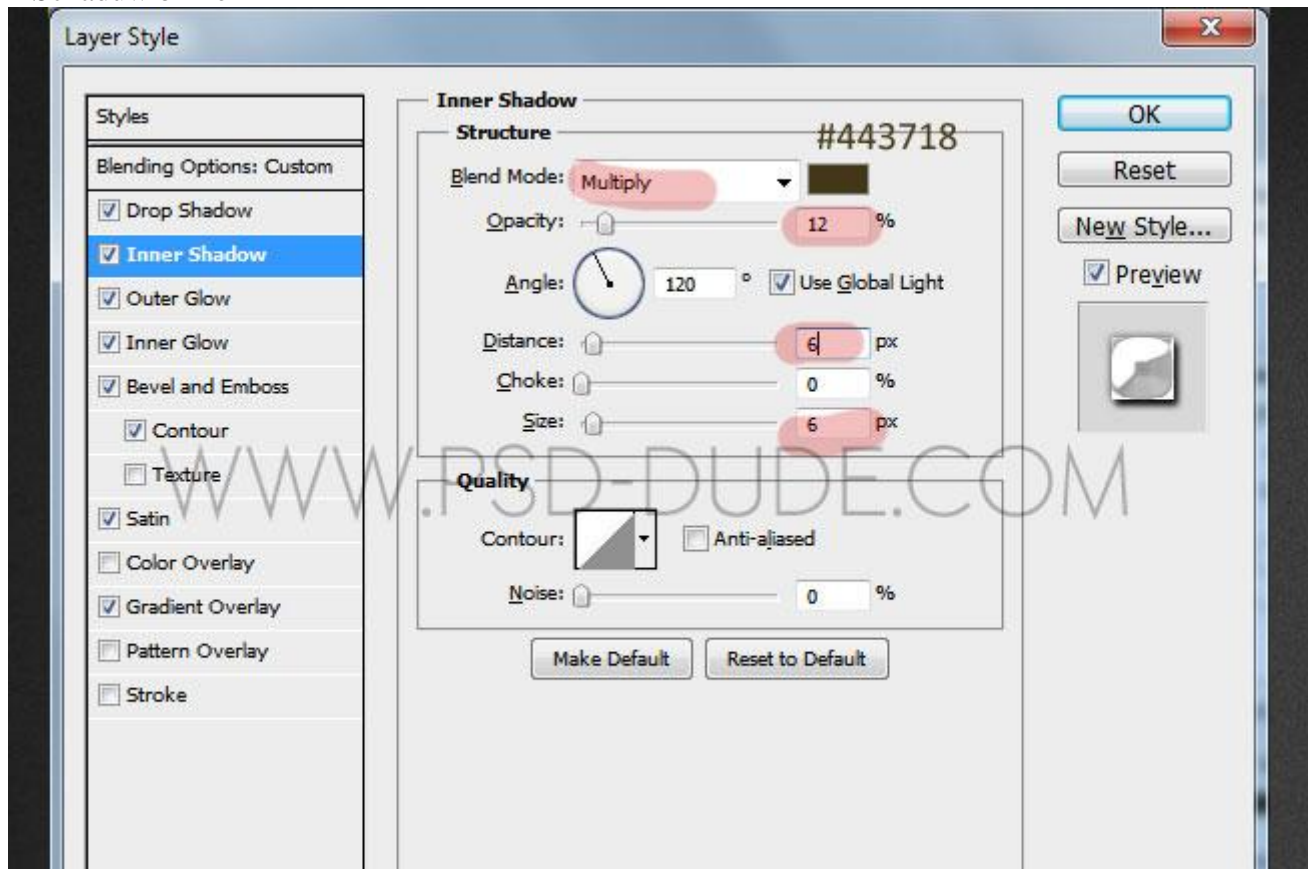 Layer Style
Styles
Blending Options: Custom
Drop Shadow
Inner Shadow
Outer Glow
Inner Glow
Bevel and Emboss
Contour
Texture
Satin
Color Overlay
Gradient Overlay
Pattern Overlay
Stroke
Inner Shadow
Structure
#443718
Blend Mode: Multiply
Opacity: 12 %
Angle: 120 ° Use Global Light
Distance: 6 px
Choke: 0 %
Size: 6 px
Quality
Contour: Anti-aliased
Noise: 0 %
Make Default Reset to Default
OK
Reset
New Style...
Preview
WWW.PSD-DUDE.COM